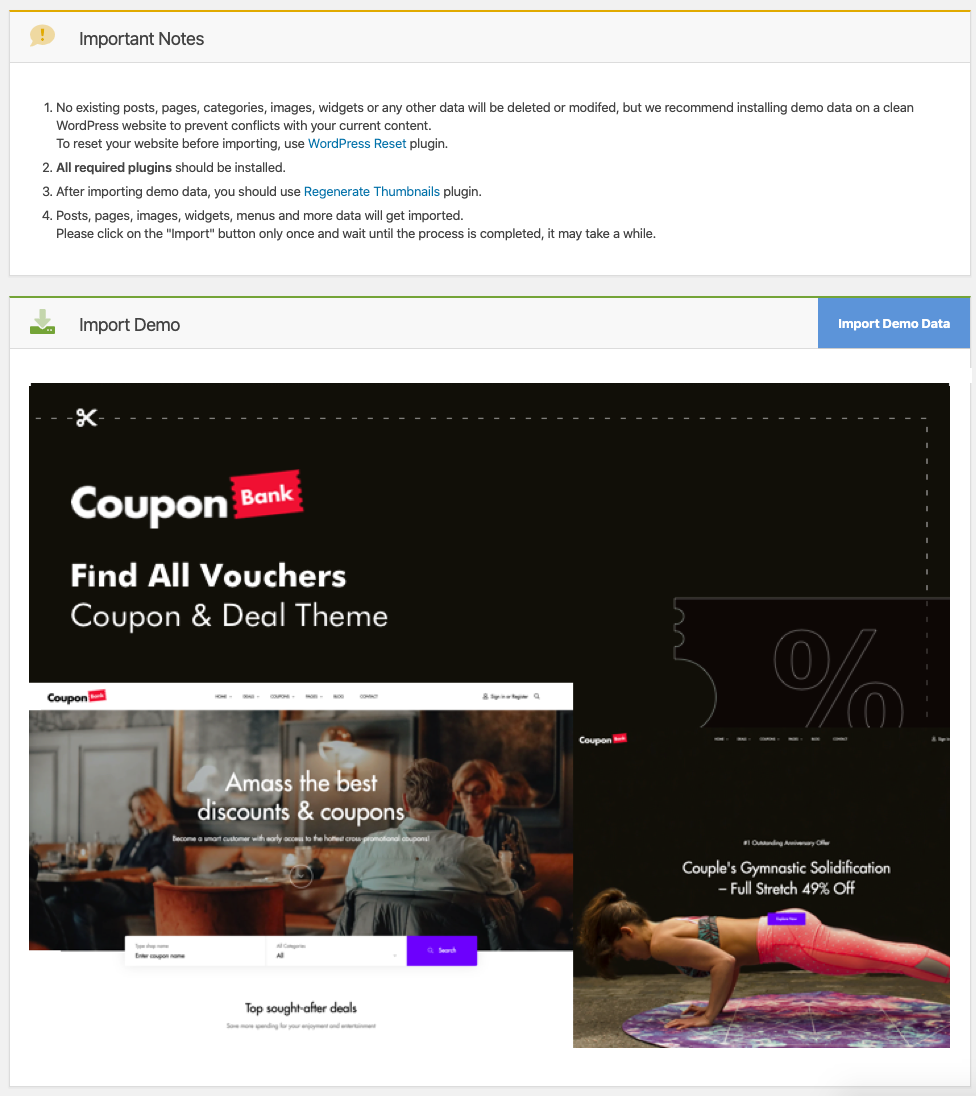 Important Notes
1. No existing posts, pages, categories, images, widgets or any other data will be deleted or modifed, but we recommend installing demo data on a clean
WordPress website to prevent conflicts with your current content.
To reset your website before importing, use WordPress Reset plugin.
2. All required plugins should be installed.
3. After importing demo data, you should use Regenerate Thumbnails plugin.
4. Posts, pages, images, widgets, menus and more data will get imported.
Please click on the "Import" button only once and wait until the process is completed, it may take a while.
Import Demo
Import Demo Data
Coupon Bank
Find All Vouchers
Coupon & Deal Theme
%
Coupon Bank
HOME DEALS COUPONS PAGES BLOG CONTACT
Sign in or Register
Amass the best
discounts & coupons
Become a smart customer with early access to the hottest cross-promotional coupons!
Type shop name
Enter coupon name
All Categories
All
Search
Top sought-after deals
Save more spending for your enjoyment and entertainment
Coupon Bank
HOME DEALS COUPONS PAGES BLOG CONTACT
Sign in
#1 Outstanding Anniversary Offer
Couple's Gymnastic Solidification
– Full Stretch 49% Off
Explore Now